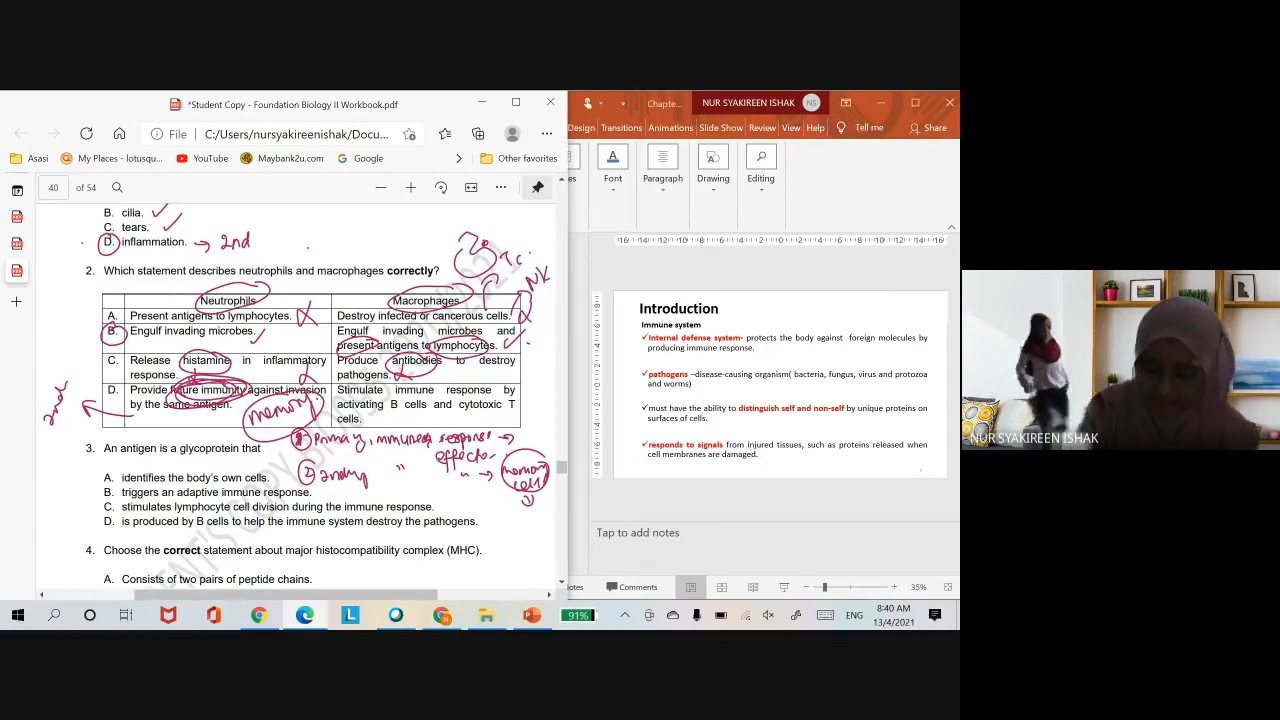 *Student Copy - Foundation Biology II Workbook.pdf
File C:/Users/nursyakireenishak/Docu...
Asasi My Places - lotusqu... YouTube Maybank2u.com Google Other favorites
40 of 54
B. cilia.
C. tears.
D. inflammation. → 2nd
2. Which statement describes neutrophils and macrophages correctly?
NK
Neutrophils Macrophages
A. Present antigens to lymphocytes. Destroy infected or cancerous cells.
B. Engulf invading microbes. Engulf invading microbes and
present antigens to lymphocytes.
C. Release histamine in inflammatory Produce antibodies to destroy
response. pathogens.
D. Provide future immunity against invasion Stimulate immune response by
by the same antigen. activating B cells and cytotoxic T
cells.
2nd
memory
① Primary immune response →
effector
② 2ndary " " → memory
cell
3. An antigen is a glycoprotein that
A. identifies the body's own cells.
B. triggers an adaptive immune response.
C. stimulates lymphocyte cell division during the immune response.
D. is produced by B cells to help the immune system destroy the pathogens.
4. Choose the correct statement about major histocompatibility complex (MHC).
A. Consists of two pairs of peptide chains.
Chapte... NUR SYAKIREEN ISHAK NS
Design Transitions Animations Slide Show Review View Help Tell me Share
Font Paragraph Drawing Editing
Introduction
Immune system
✓Internal defense system- protects the body against foreign molecules by
producing immune response.
✓pathogens –disease-causing organism( bacteria, fungus, virus and protozoa
and worms)
✓must have the ability to distinguish self and non-self by unique proteins on
surfaces of cells.
✓responds to signals from injured tissues, such as proteins released when
cell membranes are damaged.
Tap to add notes
Notes Comments 35%
91% ENG 8:40 AM
13/4/2021
NUR SYAKIREEN ISHAK